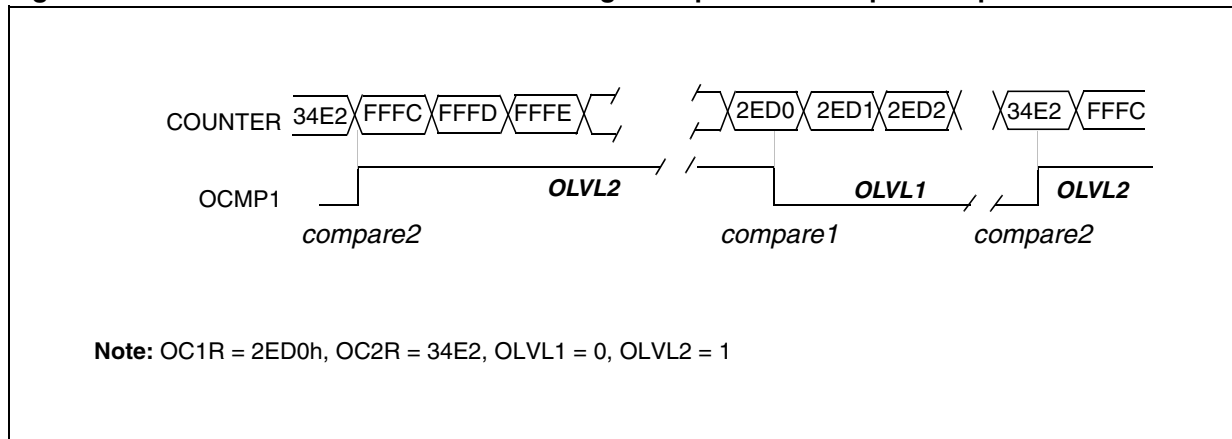 COUNTER 34E2 FFFC FFFD FFFE 2ED0 2ED1 2ED2 34E2 FFFC
OCMP1 OLVL2 OLVL1 OLVL2
compare2 compare1 compare2
Note: OC1R = 2ED0h, OC2R = 34E2, OLVL1 = 0, OLVL2 = 1